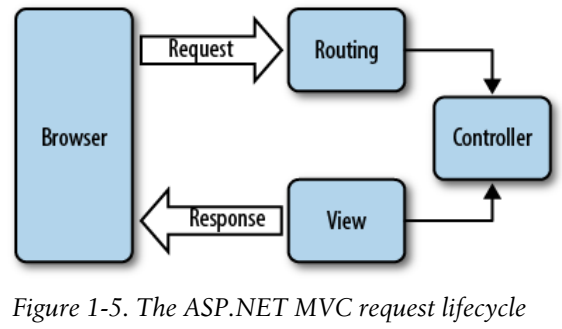 Request
Routing
Browser
Controller
Response
View
Figure 1-5. The ASP.NET MVC request lifecycle